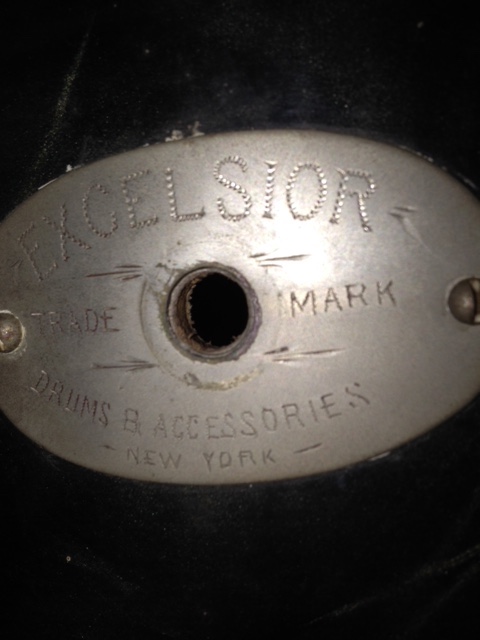 EXCELSIOR
TRADE MARK
DRUMS & ACCESSORIES
- NEW YORK -